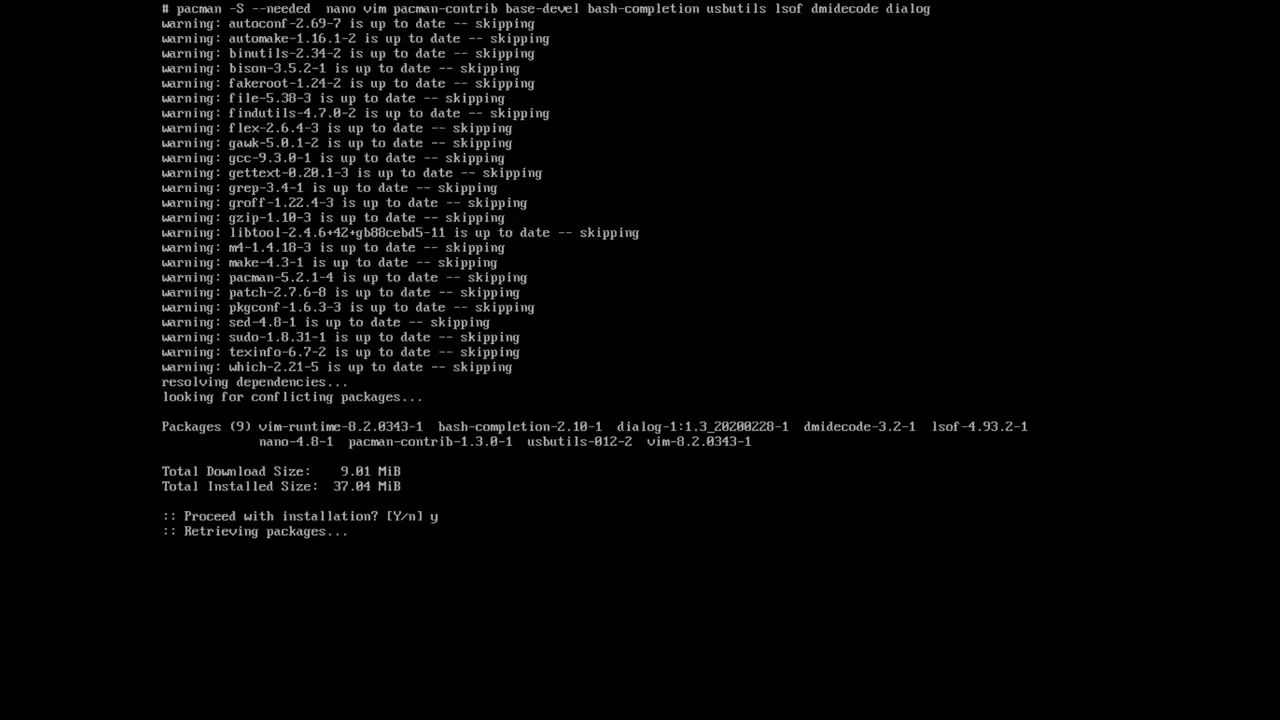 # pacman -S --needed  nano vim pacman-contrib base-devel bash-completion usbutils lsof dmidecode dialog
warning: autoconf-2.69-7 is up to date -- skipping
warning: automake-1.16.1-2 is up to date -- skipping
warning: binutils-2.34-2 is up to date -- skipping
warning: bison-3.5.2-1 is up to date -- skipping
warning: fakeroot-1.24-2 is up to date -- skipping
warning: file-5.38-3 is up to date -- skipping
warning: findutils-4.7.0-2 is up to date -- skipping
warning: flex-2.6.4-3 is up to date -- skipping
warning: gawk-5.0.1-2 is up to date -- skipping
warning: gcc-9.3.0-1 is up to date -- skipping
warning: gettext-0.20.1-3 is up to date -- skipping
warning: grep-3.4-1 is up to date -- skipping
warning: groff-1.22.4-3 is up to date -- skipping
warning: gzip-1.10-3 is up to date -- skipping
warning: libtool-2.4.6+42+gb88cebd5-11 is up to date -- skipping
warning: m4-1.4.18-3 is up to date -- skipping
warning: make-4.3-1 is up to date -- skipping
warning: pacman-5.2.1-4 is up to date -- skipping
warning: patch-2.7.6-8 is up to date -- skipping
warning: pkgconf-1.6.3-3 is up to date -- skipping
warning: sed-4.8-1 is up to date -- skipping
warning: sudo-1.8.31-1 is up to date -- skipping
warning: texinfo-6.7-2 is up to date -- skipping
warning: which-2.21-5 is up to date -- skipping
resolving dependencies...
looking for conflicting packages...
Packages (9) vim-runtime-8.2.0343-1  bash-completion-2.10-1  dialog-1:1.3_20200228-1  dmidecode-3.2-1  lsof-4.93.2-1
nano-4.8-1  pacman-contrib-1.3.0-1  usbutils-012-2  vim-8.2.0343-1
Total Download Size:    9.01 MiB
Total Installed Size:  37.04 MiB
:: Proceed with installation? [Y/n] y
:: Retrieving packages...